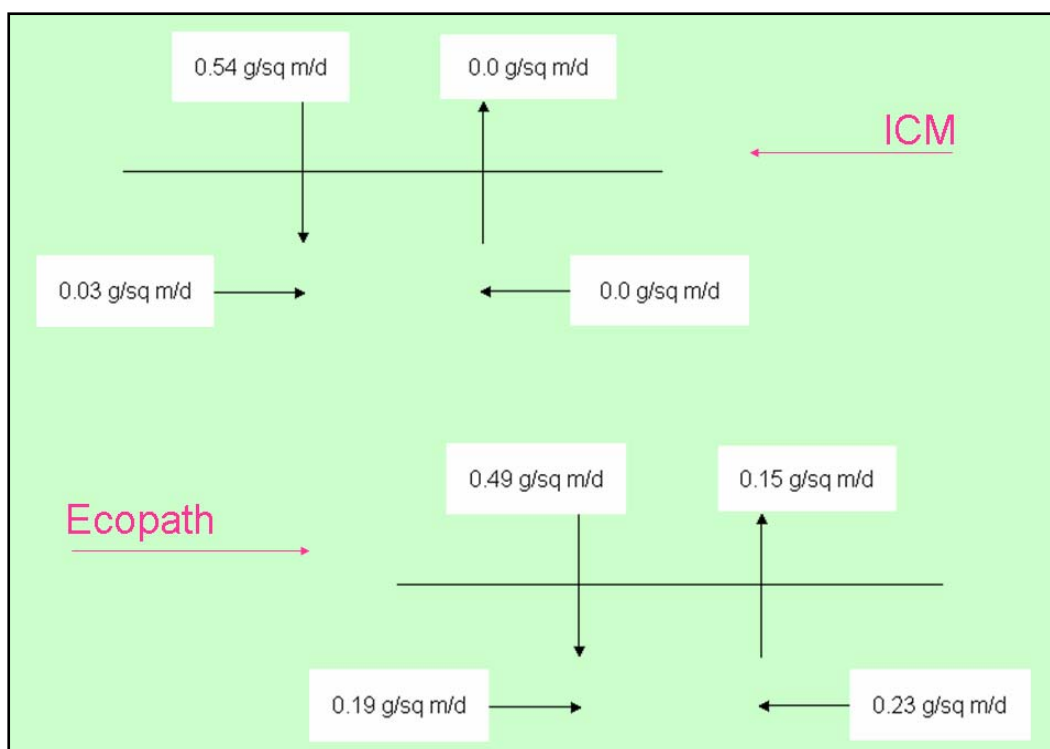 0.54 g/sq m/d
0.0 g/sq m/d
ICM
0.03 g/sq m/d
0.0 g/sq m/d
0.49 g/sq m/d
0.15 g/sq m/d
Ecopath
0.19 g/sq m/d
0.23 g/sq m/d